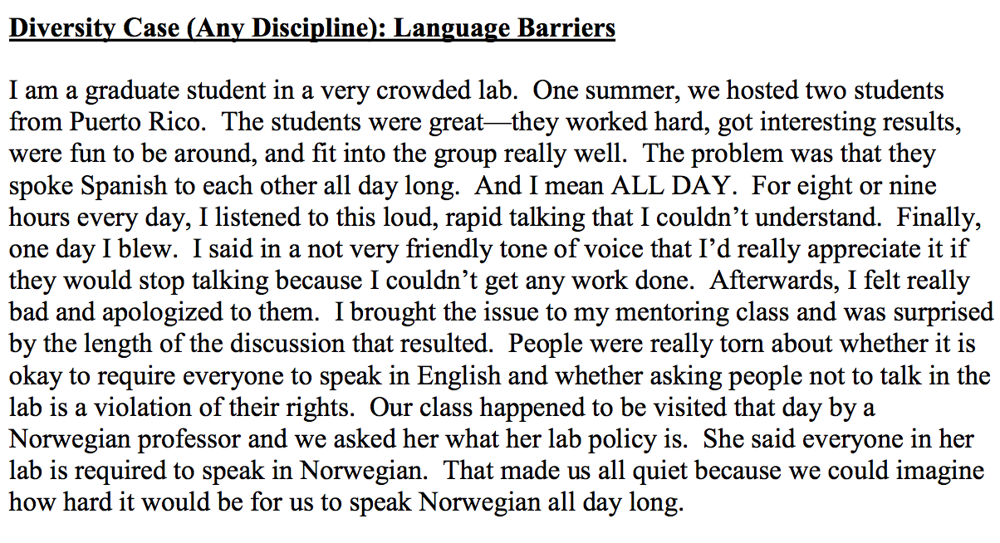 Diversity Case (Any Discipline): Language Barriers
I am a graduate student in a very crowded lab.  One summer, we hosted two students
from Puerto Rico.  The students were great—they worked hard, got interesting results,
were fun to be around, and fit into the group really well.  The problem was that they
spoke Spanish to each other all day long.  And I mean ALL DAY.  For eight or nine
hours every day, I listened to this loud, rapid talking that I couldn’t understand.  Finally,
one day I blew.  I said in a not very friendly tone of voice that I’d really appreciate it if
they would stop talking because I couldn’t get any work done.  Afterwards, I felt really
bad and apologized to them.  I brought the issue to my mentoring class and was surprised
by the length of the discussion that resulted.  People were really torn about whether it is
okay to require everyone to speak in English and whether asking people not to talk in the
lab is a violation of their rights.  Our class happened to be visited that day by a
Norwegian professor and we asked her what her lab policy is.  She said everyone in her
lab is required to speak in Norwegian.  That made us all quiet because we could imagine
how hard it would be for us to speak Norwegian all day long.